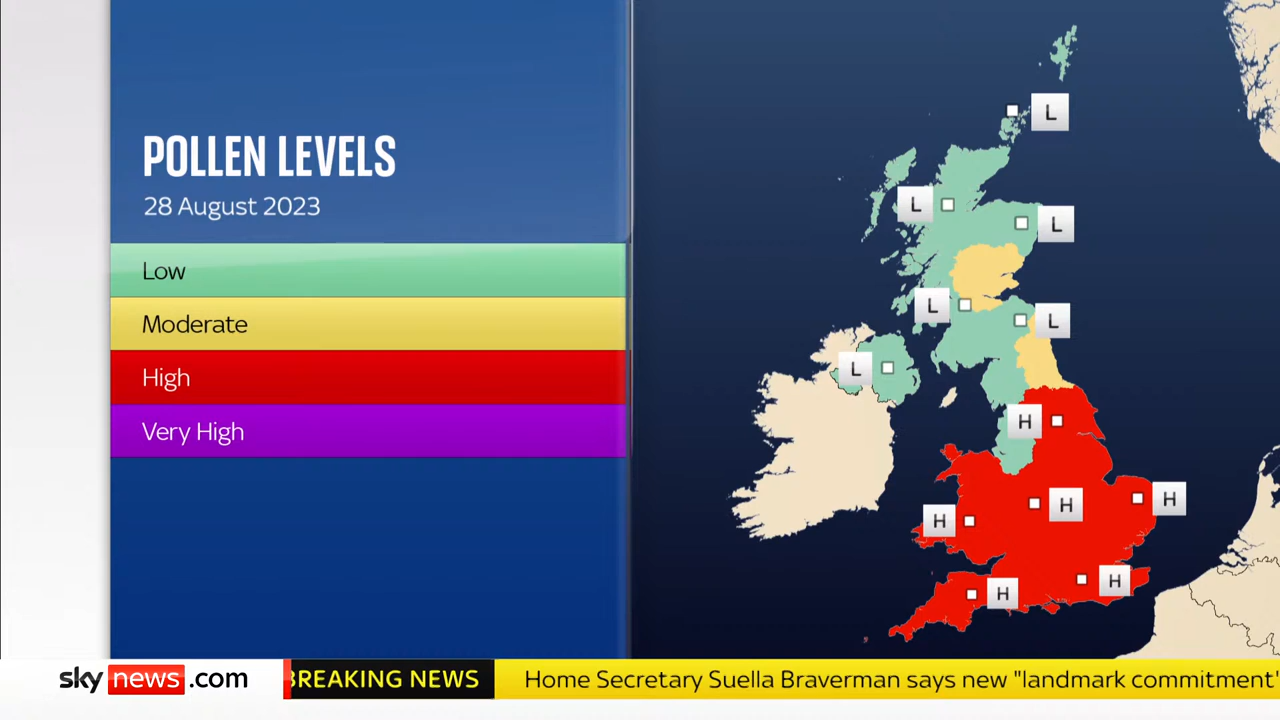 POLLEN LEVELS
28 August 2023
Low
Moderate
High
Very High
L
L
L
L
L
L
H
H
H
H
H
H
sky news .com
BREAKING NEWS
Home Secretary Suella Braverman says new "landmark commitment"